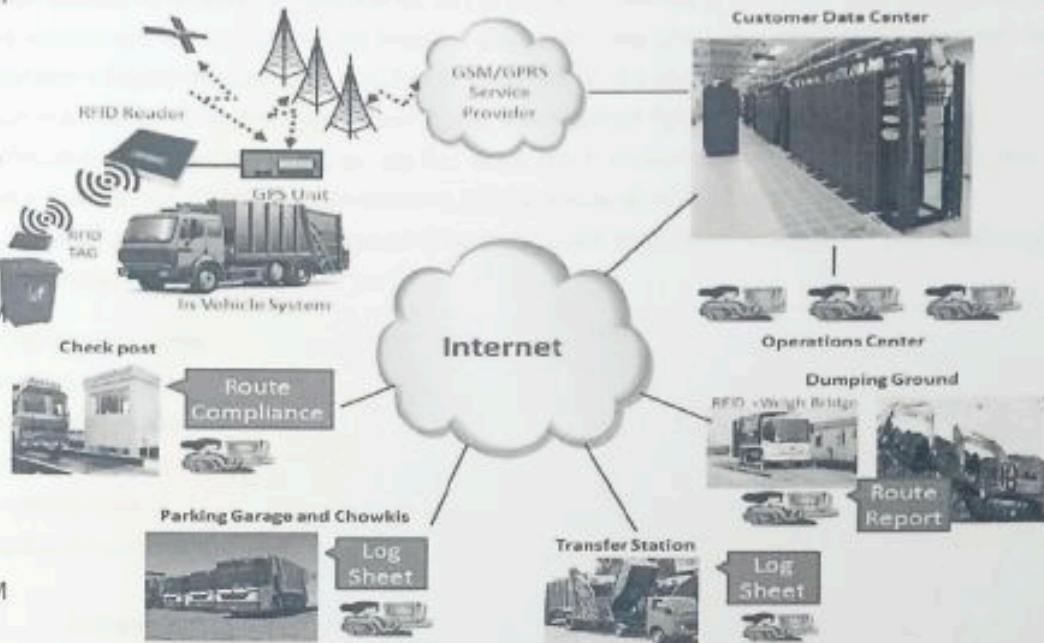 Customer Data Center
GSM/GPRS
Service
Provider
RFID Reader
GPS Unit
RFID
TAG
In Vehicle System
Internet
Operations Center
Check post
Route
Compliance
Dumping Ground
RFID +Weigh Bridge
Route
Report
Parking Garage and Chowkis
Log
Sheet
Transfer Station
Log
Sheet
M